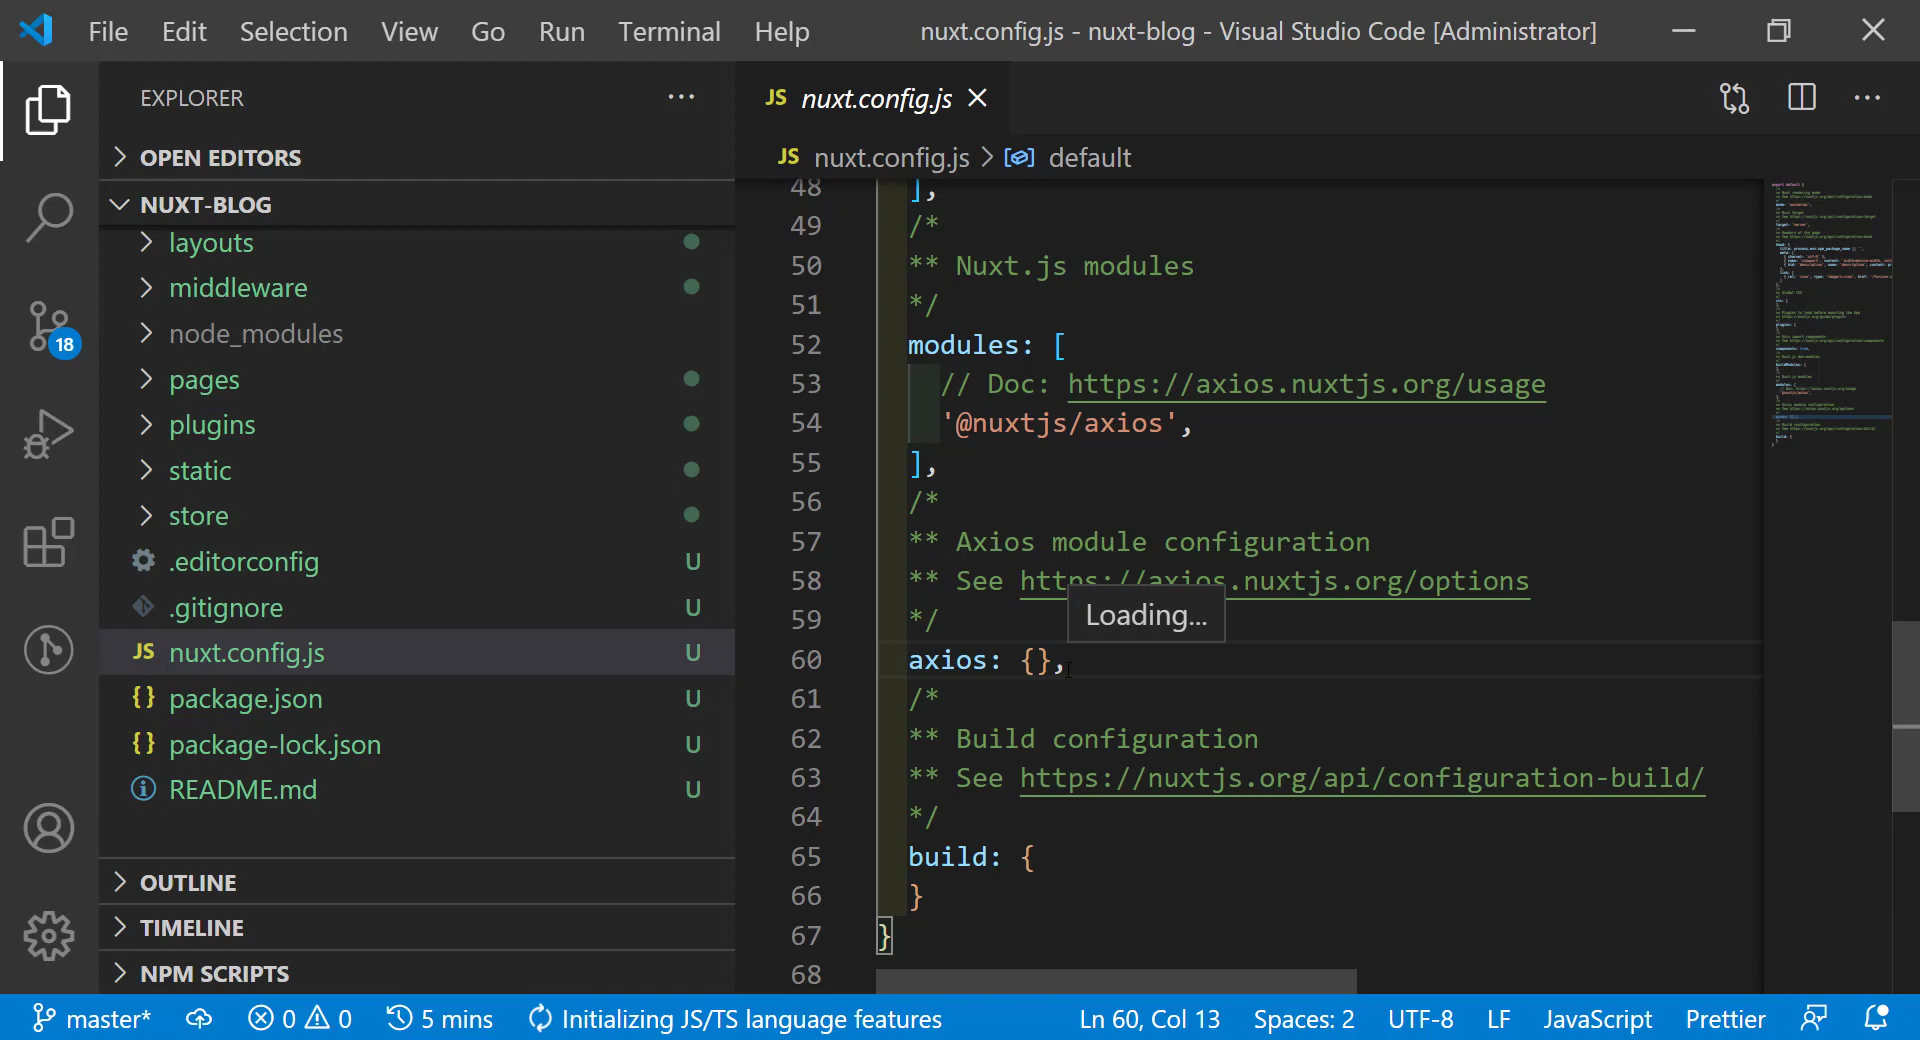 File Edit Selection View Go Run Terminal Help nuxt.config.js - nuxt-blog - Visual Studio Code [Administrator]
EXPLORER
OPEN EDITORS
NUXT-BLOG
layouts
middleware
node_modules
pages
plugins
static
store
.editorconfig U
.gitignore U
JS nuxt.config.js U
{ } package.json U
{ } package-lock.json U
README.md U
OUTLINE
TIMELINE
NPM SCRIPTS
18
JS nuxt.config.js
JS nuxt.config.js > default
48 ],
49 /*
50 ** Nuxt.js modules
51 */
52 modules: [
53 // Doc: https://axios.nuxtjs.org/usage
54 '@nuxtjs/axios',
55 ],
56 /*
57 ** Axios module configuration
58 ** See https://axios.nuxtjs.org/options
Loading...
59 */
60 axios: {},
61 /*
62 ** Build configuration
63 ** See https://nuxtjs.org/api/configuration-build/
64 */
65 build: {
66 }
67 }
68
master* 0 0 5 mins Initializing JS/TS language features Ln 60, Col 13 Spaces: 2 UTF-8 LF JavaScript Prettier